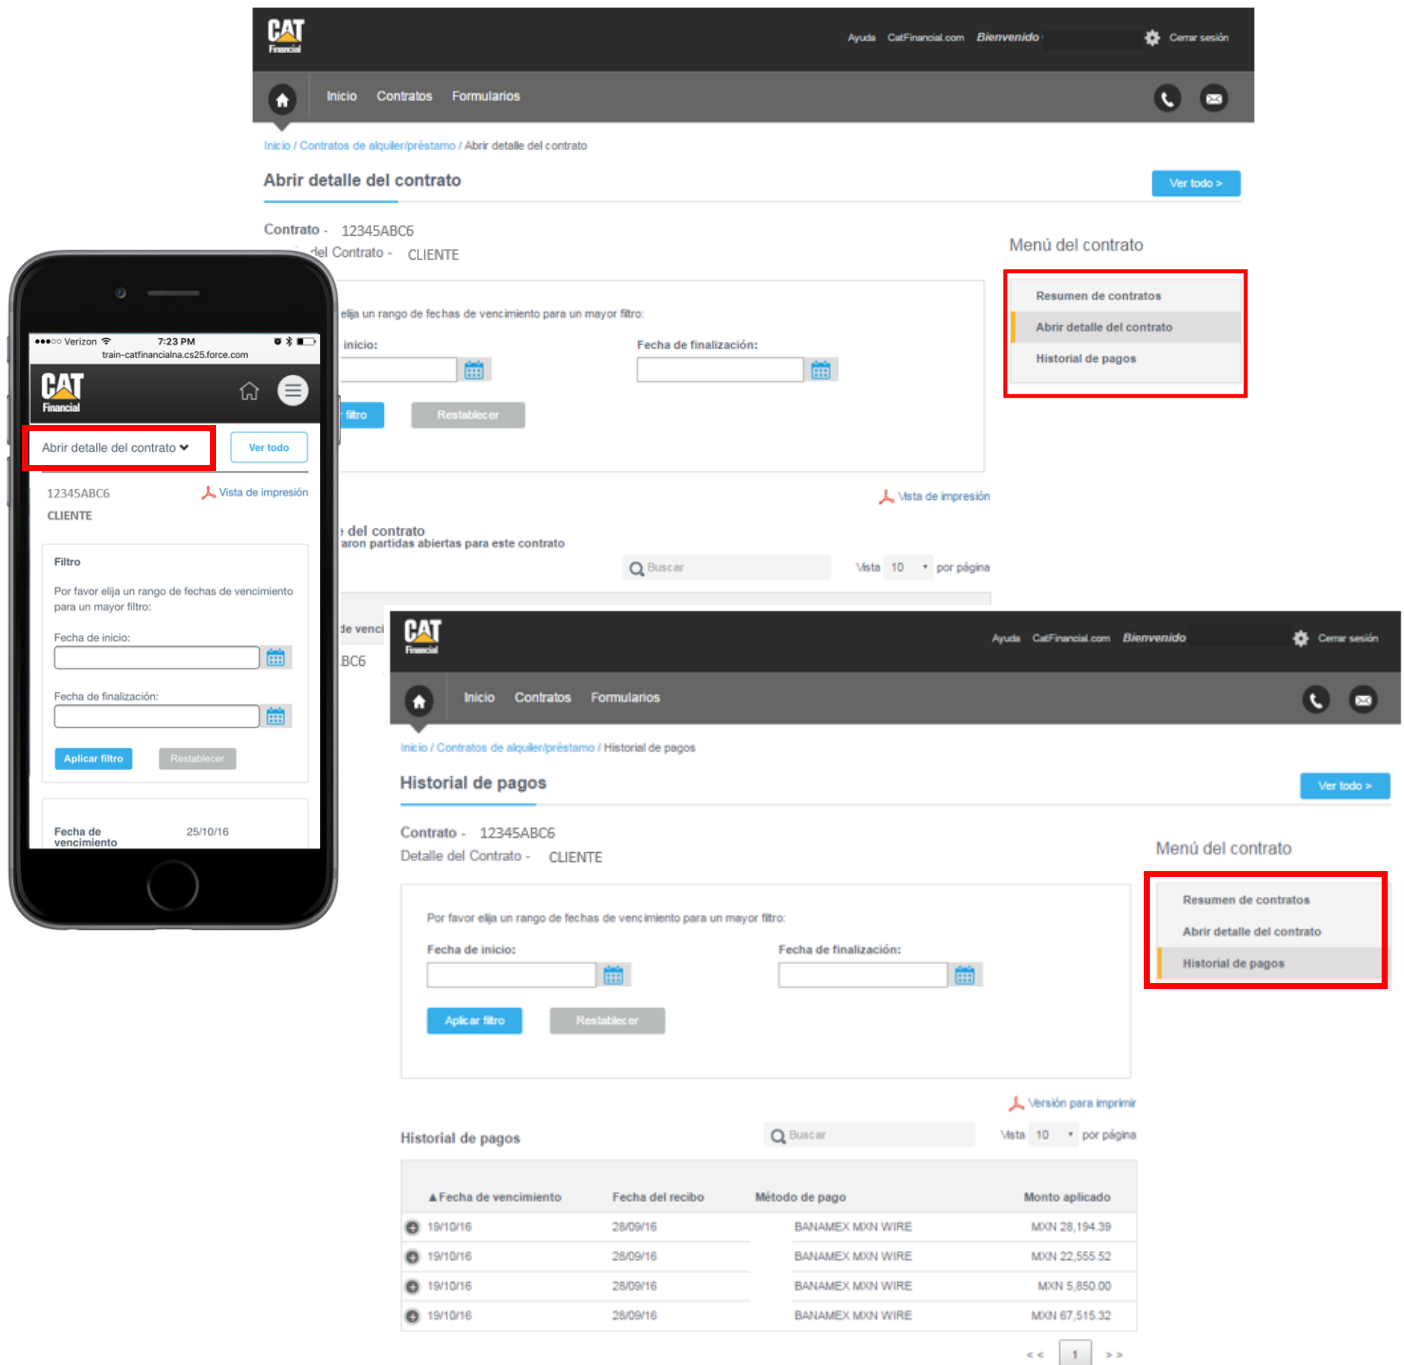 CAT
Financial
Ayuda CatFinancial.com Bienvenido Cerrar sesión
Inicio Contratos Formularios
Inicio / Contratos de alquiler/préstamo / Abrir detalle del contrato
Abrir detalle del contrato
Ver todo >
Contrato - 12345ABC6
del Contrato - CLIENTE
Menú del contrato
Resumen de contratos
Abrir detalle del contrato
Historial de pagos
elija un rango de fechas de vencimiento para un mayor filtro:
inicio:
Fecha de finalización:
filtro
Restablecer
Vista de impresión
del contrato
raron partidas abiertas para este contrato
Buscar
Vista 10 por página
de venci
BC6
●●●○○ Verizon 7:23 PM
train-catfinancialna.cs25.force.com
CAT
Financial
Abrir detalle del contrato
Ver todo
12345ABC6
Vista de impresión
CLIENTE
Filtro
Por favor elija un rango de fechas de vencimiento
para un mayor filtro:
Fecha de inicio:
Fecha de finalización:
Aplicar filtro
Restablecer
Fecha de
vencimiento
25/10/16
CAT
Financial
Ayuda CatFinancial.com Bienvenido Cerrar sesión
Inicio Contratos Formularios
Inicio / Contratos de alquiler/préstamo / Historial de pagos
Historial de pagos
Ver todo >
Contrato - 12345ABC6
Detalle del Contrato - CLIENTE
Menú del contrato
Resumen de contratos
Abrir detalle del contrato
Historial de pagos
Por favor elija un rango de fechas de vencimiento para un mayor filtro:
Fecha de inicio:
Fecha de finalización:
Aplicar filtro
Restablecer
Versión para imprimir
Historial de pagos
Buscar
Vista 10 por página
▲Fecha de vencimiento Fecha del recibo Método de pago Monto aplicado
19/10/16 28/09/16 BANAMEX MXN WIRE MXN 28,194.39
19/10/16 28/09/16 BANAMEX MXN WIRE MXN 22,555.52
19/10/16 28/09/16 BANAMEX MXN WIRE MXN 5,850.00
19/10/16 28/09/16 BANAMEX MXN WIRE MXN 67,515.32
<< 1 >>